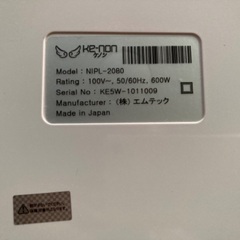 Ke-non
ケノン
Model : NIPL-2080
Rating : 100V~, 50/60Hz, 600W
Serial No : KE5W-1011009
Manufacturer : (株) エムテック
Made in Japan